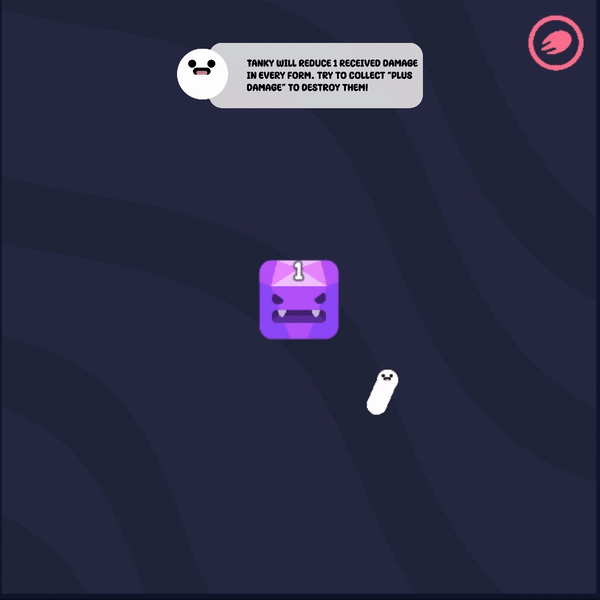 TANKY WILL REDUCE 1 RECEIVED DAMAGE
IN EVERY FORM. TRY TO COLLECT "PLUS
DAMAGE" TO DESTROY THEM!
1